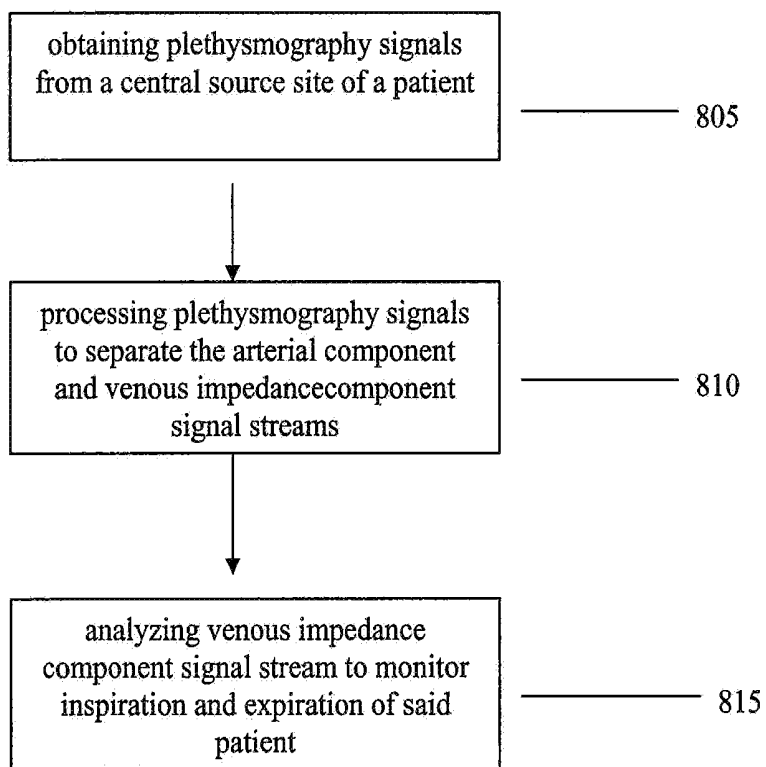 obtaining plethysmography signals
from a central source site of a patient
805
processing plethysmography signals
to separate the arterial component
and venous impedancecomponent
signal streams
810
analyzing venous impedance
component signal stream to monitor
inspiration and expiration of said
patient
815